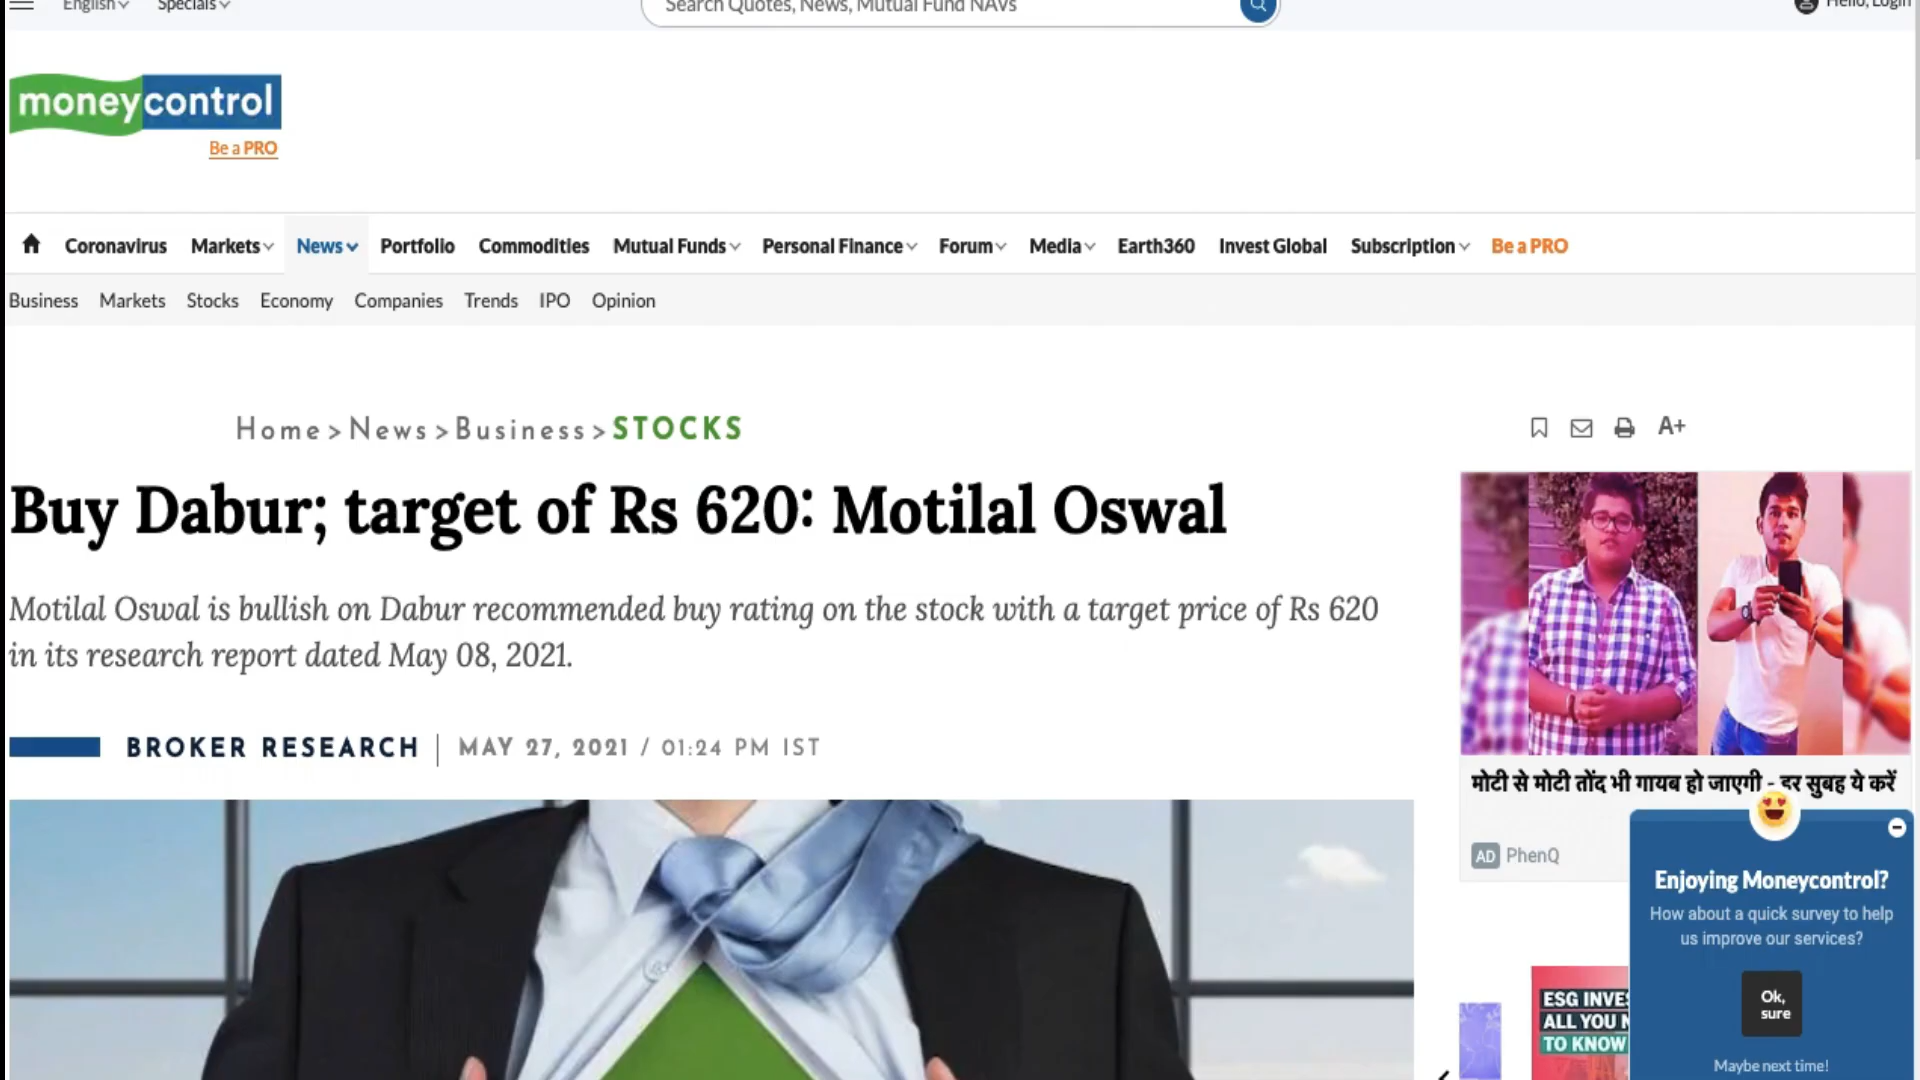 English
Specials
Search Quotes, News, Mutual Fund NAVs
Hello, Login
moneycontrol
Be a PRO
Coronavirus Markets News Portfolio Commodities Mutual Funds Personal Finance Forum Media Earth360 Invest Global Subscription Be a PRO
Business Markets Stocks Economy Companies Trends IPO Opinion
Home > News > Business > STOCKS
A+
Buy Dabur; target of Rs 620: Motilal Oswal
Motilal Oswal is bullish on Dabur recommended buy rating on the stock with a target price of Rs 620
in its research report dated May 08, 2021.
BROKER RESEARCH | MAY 27, 2021 / 01:24 PM IST
मोटी से मोटी तोंद भी गायब हो जाएगी - हर सुबह ये करें
AD PhenQ
Enjoying Moneycontrol?
How about a quick survey to help
us improve our services?
Ok,
sure
Maybe next time!
ESG
ALL YOU
TO KNOW